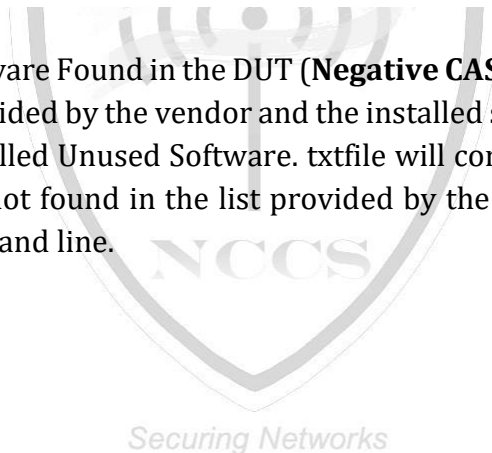 ware Found in the DUT (Negative CAS
ided by the vendor and the installed s
lled Unused Software. txtfile will con
not found in the list provided by the
and line.
NCCS
Securing Networks